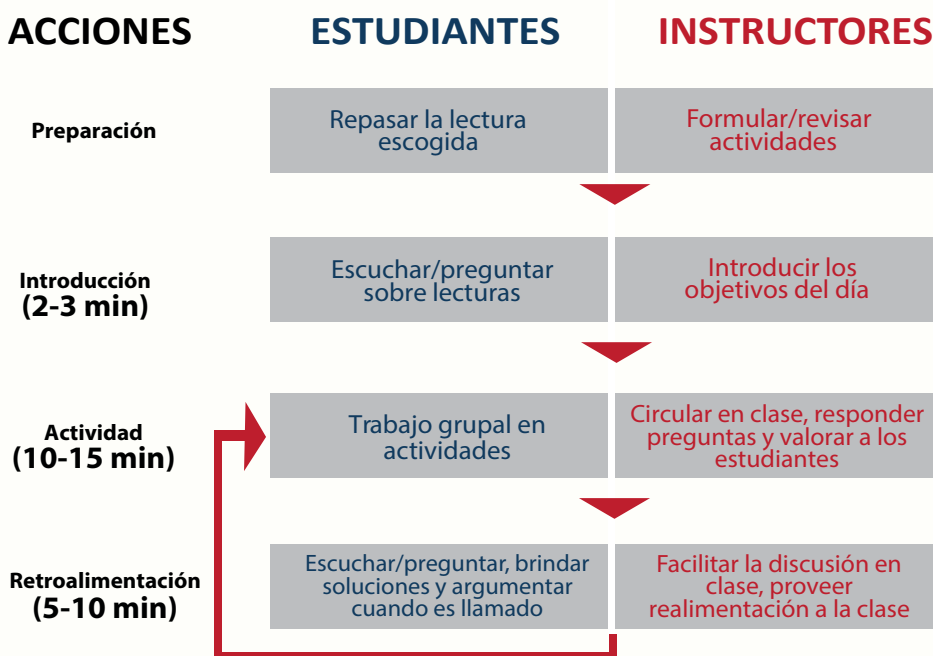 ACCIONES ESTUDIANTES INSTRUCTORES
Preparación
Repasar la lectura
escogida
Formular/revisar
actividades
Introducción
(2-3 min)
Escuchar/preguntar
sobre lecturas
Introducir los
objetivos del día
Actividad
(10-15 min)
Trabajo grupal en
actividades
Circular en clase, responder
preguntas y valorar a los
estudiantes
Retroalimentación
(5-10 min)
Escuchar/preguntar, brindar
soluciones y argumentar
cuando es llamado
Facilitar la discusión en
clase, proveer
realimentación a la clase